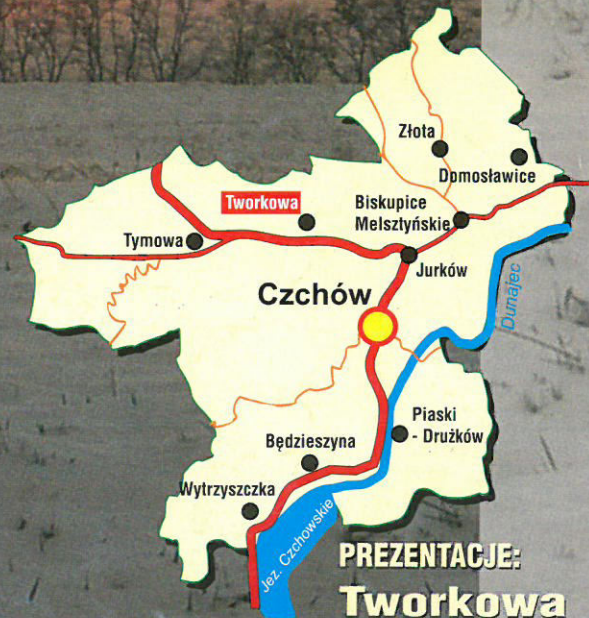 Złota
Domosławice
Tworkowa
Biskupice
Melsztyńskie
Tymowa
Jurków
Czchów
Dunajec
Piaski
- Drużków
Będzieszyna
Wytrzyszczka
Jez. Czchowskie
PREZENTACJE:
Tworkowa